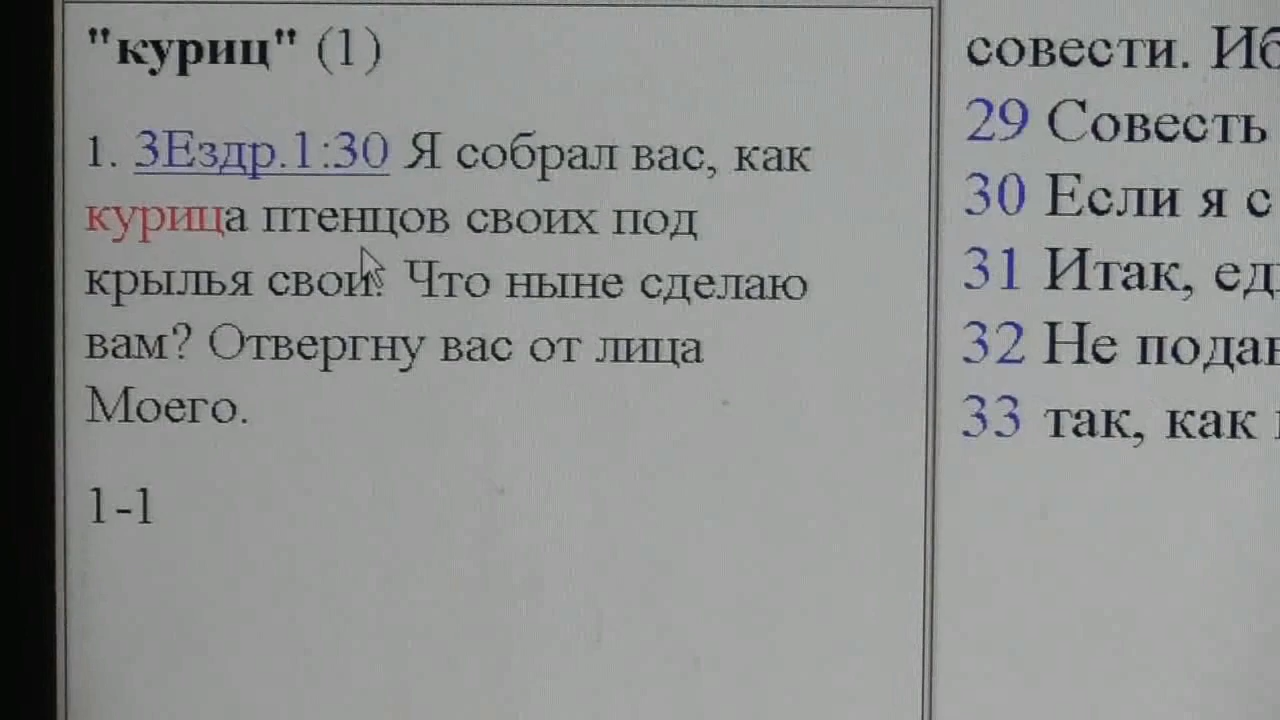 "куриц" (1)
1. 3Ездр.1:30 Я собрал вас, как
курица птенцов своих под
крылья свои. Что ныне сделаю
вам? Отвергну вас от лица
Моего.
1-1
совести. Иб
29 Совесть
30 Если я с
31 Итак, ед
32 Не подав
33 так, как